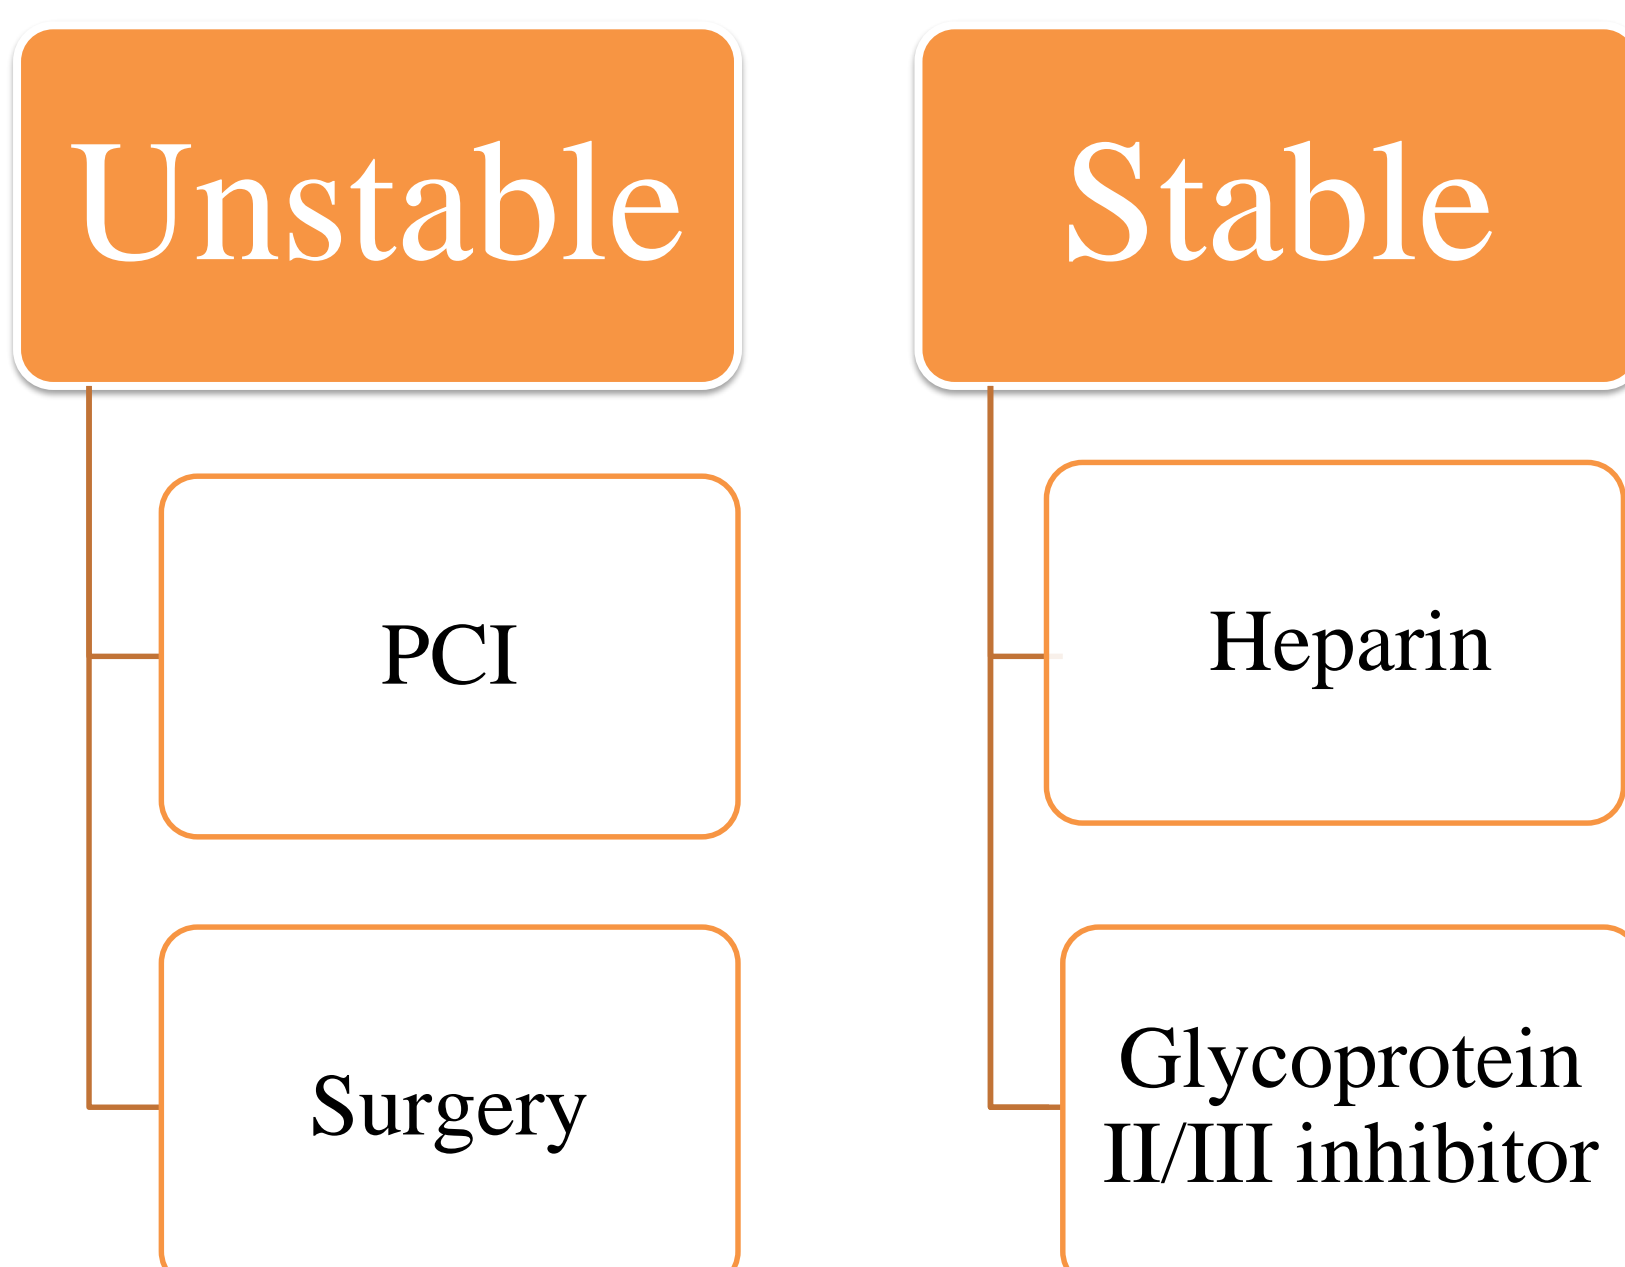 Unstable
PCI
Surgery
Stable
Heparin
Glycoprotein
II/III inhibitor